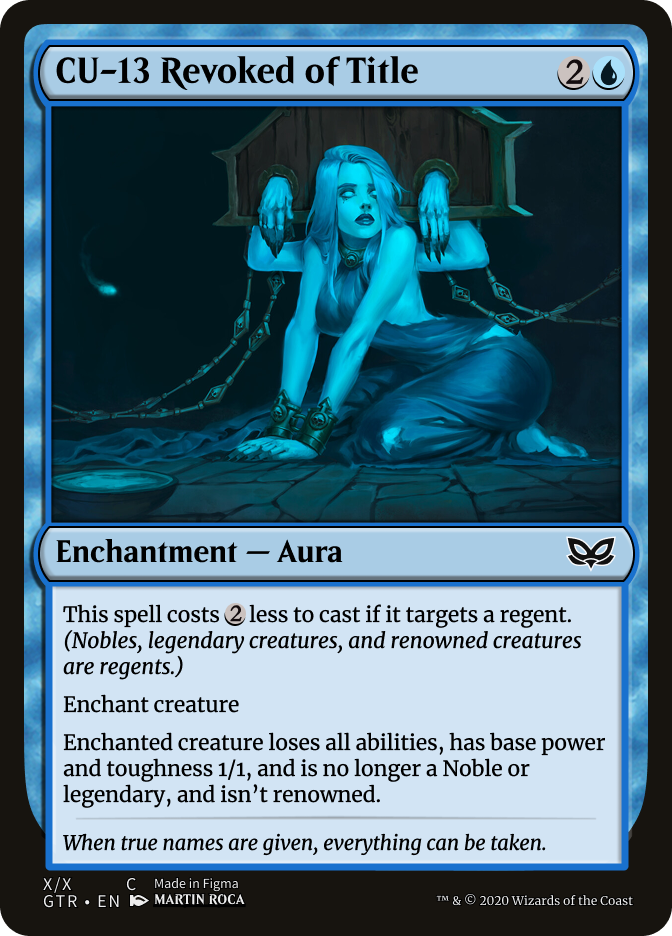 CU-13 Revoked of Title 2
Enchantment — Aura
This spell costs 2 less to cast if it targets a regent.
(Nobles, legendary creatures, and renowned creatures
are regents.)
Enchant creature
Enchanted creature loses all abilities, has base power
and toughness 1/1, and is no longer a Noble or
legendary, and isn't renowned.
When true names are given, everything can be taken.
X/X C Made in Figma
GTR • EN MARTIN ROCA ™ & © 2020 Wizards of the Coast